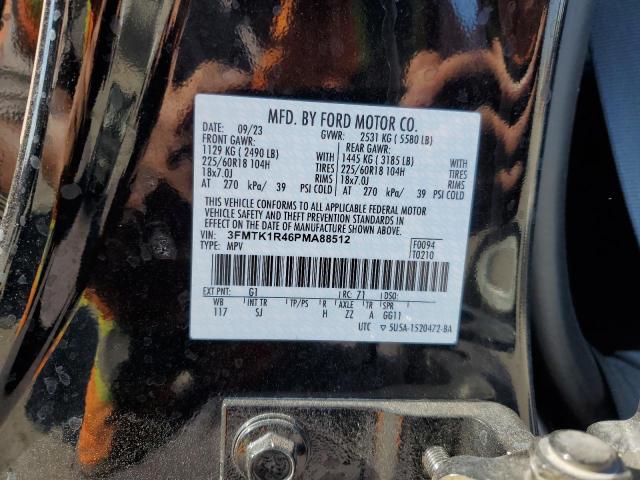 MFD. BY FORD MOTOR CO.
DATE: 09/23 GVWR: 2531 KG ( 5580 LB)
FRONT GAWR: REAR GAWR:
1129 KG ( 2490 LB) WITH 1445 KG ( 3185 LB) WITH
225/60R18 104H TIRES 225/60R18 104H TIRES
18x7.0J RIMS 18x7.0J RIMS
AT 270 kPa/ 39 PSI COLD AT 270 kPa/ 39 PSI COLD
THIS VEHICLE CONFORMS TO ALL APPLICABLE FEDERAL MOTOR
VEHICLE SAFETY AND THEFT PREVENTION STANDARDS IN
EFFECT ON THE DATE OF MANUFACTURE SHOWN ABOVE.
VIN: 3FMTK1R46PMA88512 F0094
TYPE: MPV T0210
EXT PNT: G1 RC: 71 DSO:
WB INT TR TP/PS R AXLE TR SPR
117 SJ H ZZ A GG11
UTC ▽ 5U5A-1520472-BA